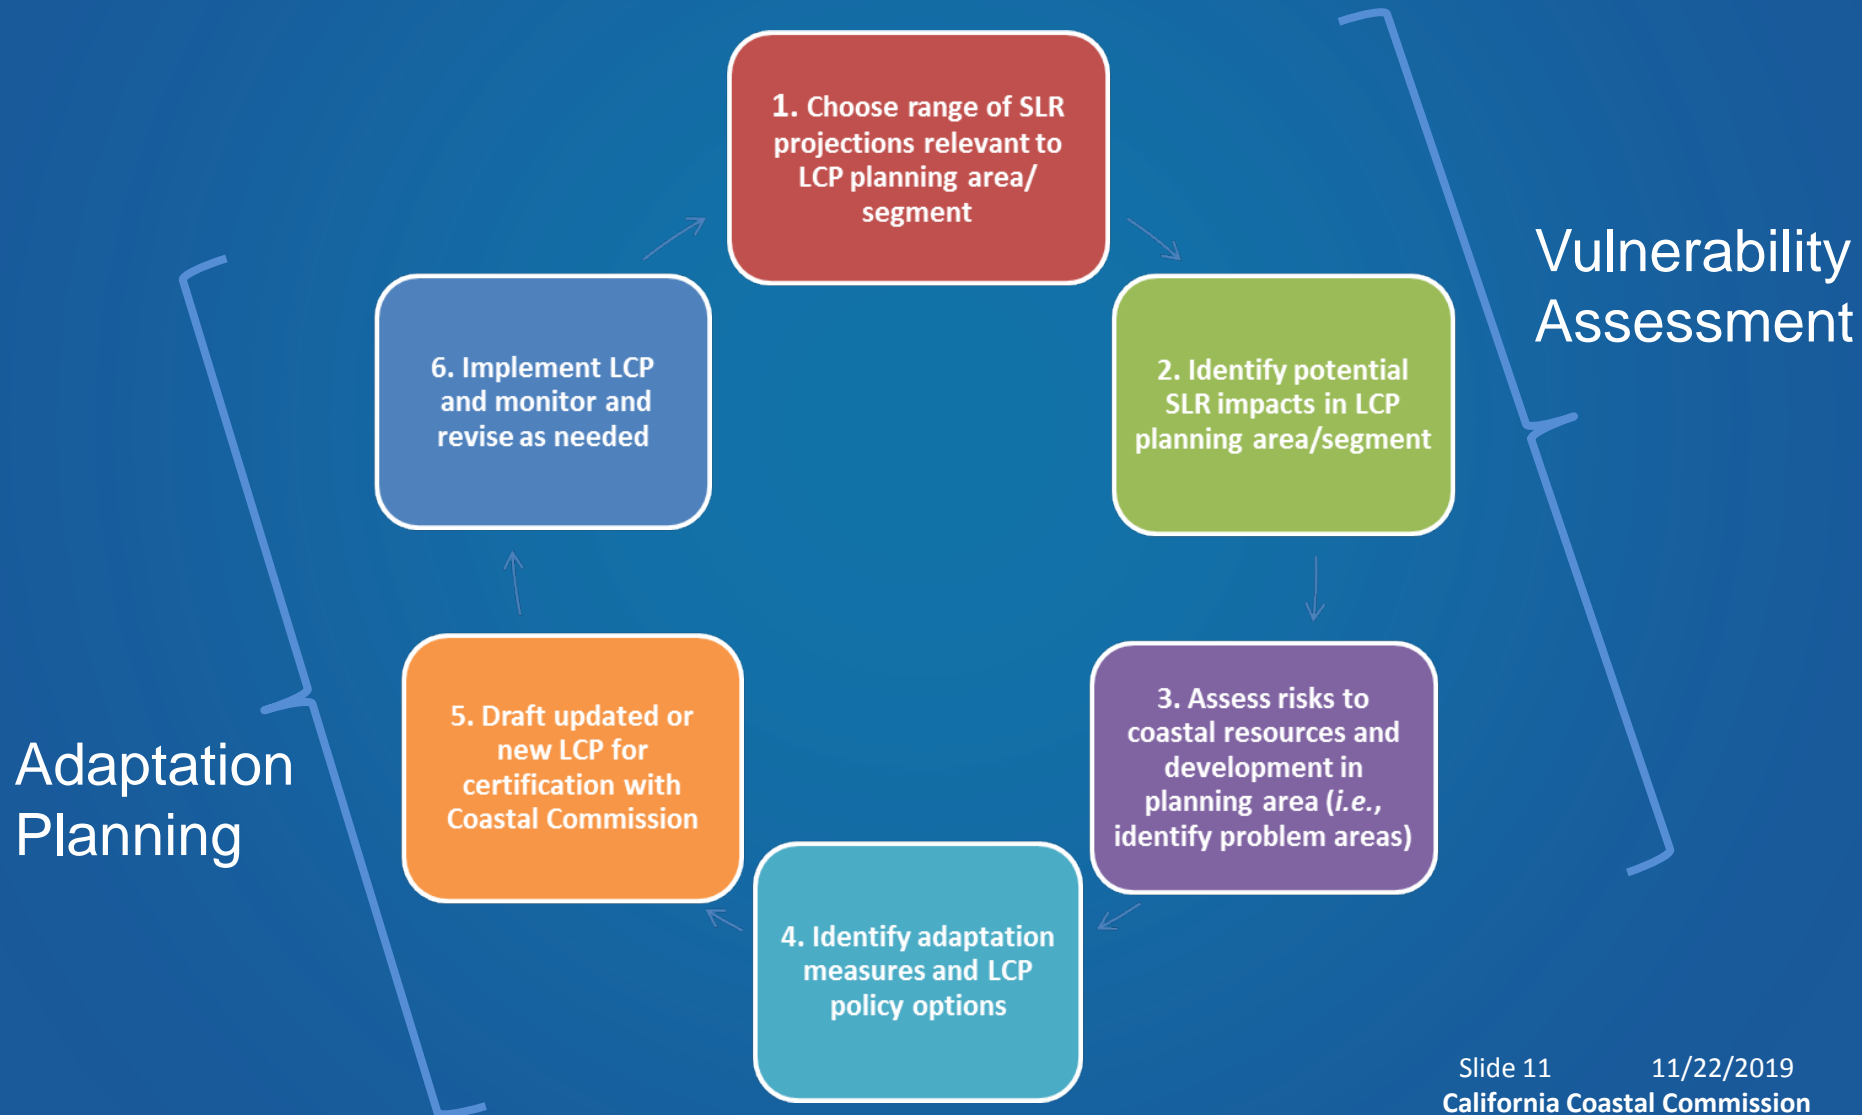 1. Choose range of SLR
projections relevant to
LCP planning area/
segment
2. Identify potential
SLR impacts in LCP
planning area/segment
3. Assess risks to
coastal resources and
development in
planning area (i.e.,
identify problem areas)
4. Identify adaptation
measures and LCP
policy options
5. Draft updated or
new LCP for
certification with
Coastal Commission
6. Implement LCP
and monitor and
revise as needed
Vulnerability
Assessment
Adaptation
Planning
Slide 11 11/22/2019
California Coastal Commission